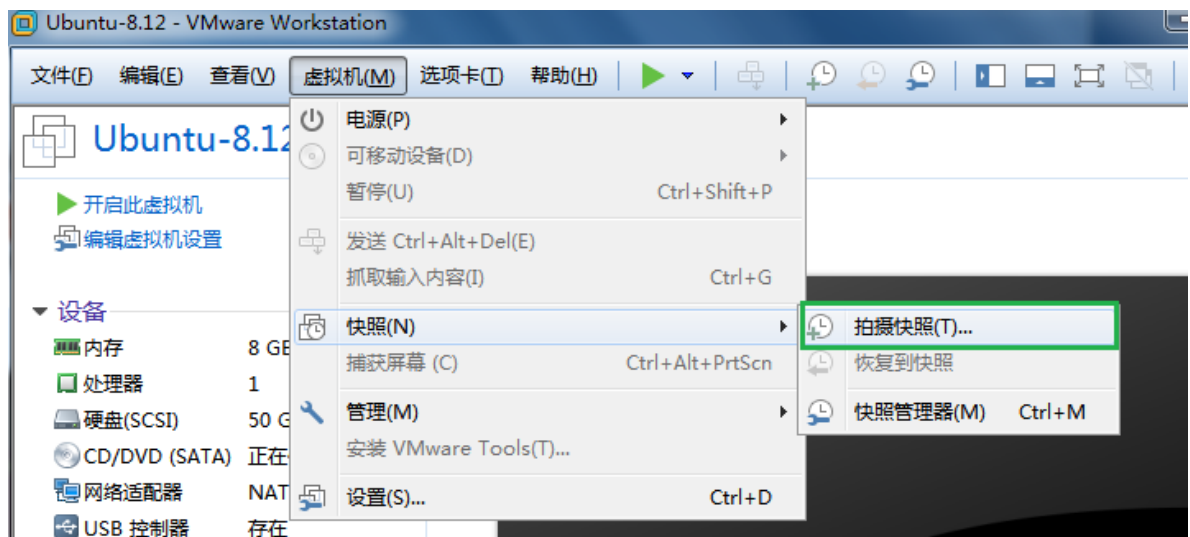 Ubuntu-8.12 - VMware Workstation
文件(F) 编辑(E) 查看(V) 虚拟机(M) 选项卡(T) 帮助(H)
Ubuntu-8.12
开启此虚拟机
编辑虚拟机设置
设备
内存 8 GB
处理器 1
硬盘(SCSI) 50 G
CD/DVD (SATA) 正在
网络适配器 NAT
USB 控制器 存在
电源(P)
可移动设备(D)
暂停(U) Ctrl+Shift+P
发送 Ctrl+Alt+Del(E)
抓取输入内容(I) Ctrl+G
快照(N)
捕获屏幕 (C) Ctrl+Alt+PrtScn
管理(M)
安装 VMware Tools(T)...
设置(S)... Ctrl+D
拍摄快照(T)...
恢复到快照
快照管理器(M) Ctrl+M